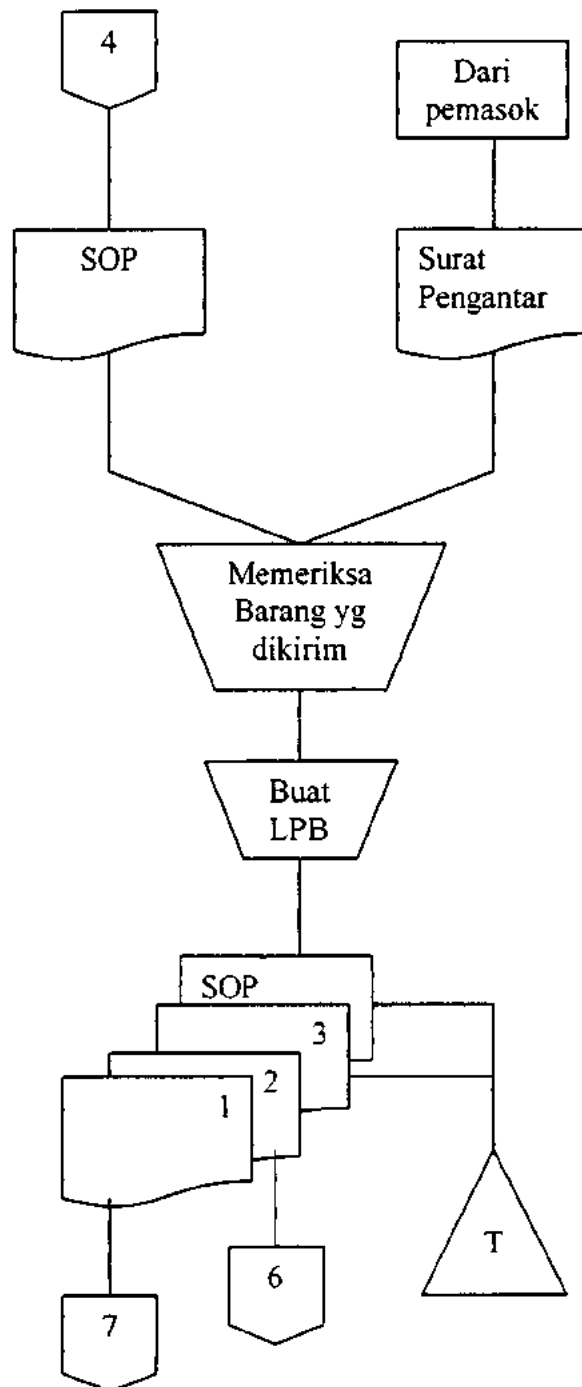 4
Dari
pemasok
SOP
Surat
Pengantar
Memeriksa
Barang yg
dikirim
Buat
LPB
SOP
3
2
1
T
6
7